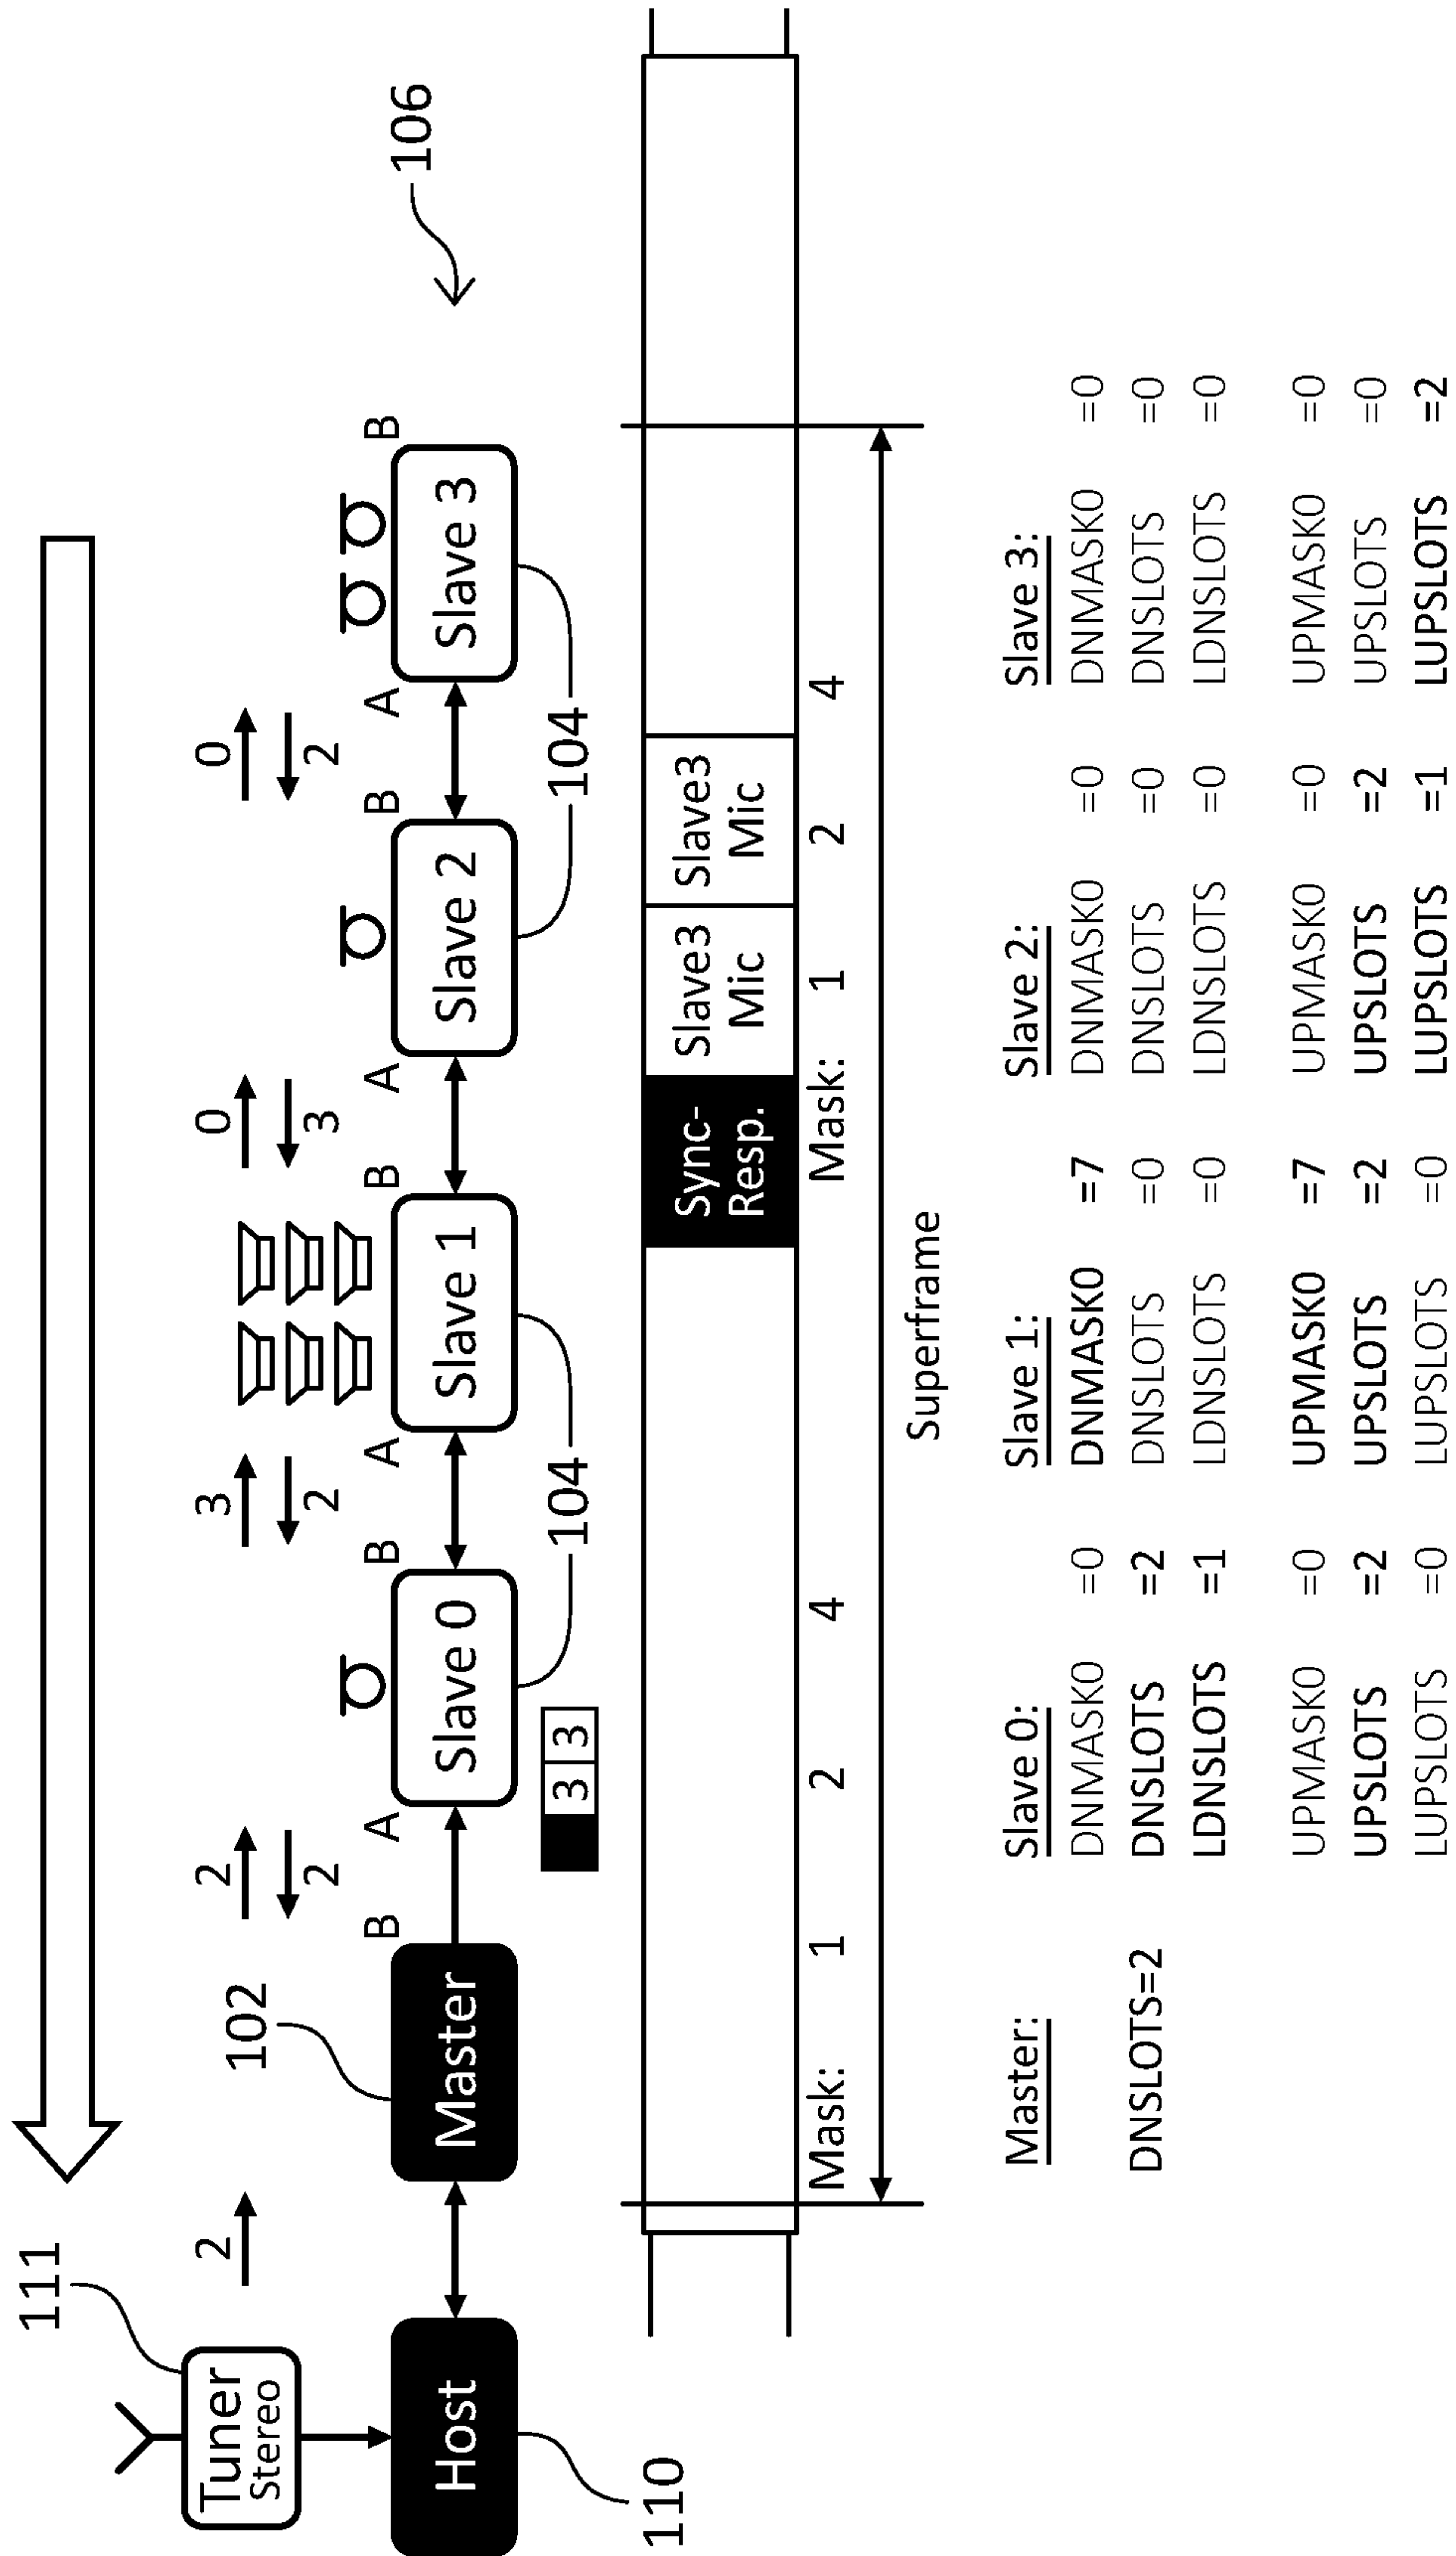 111
Tuner
Stereo
2
102
2
2
3
2
0
3
0
2
106
B
A
B
A
B
A
B
A
B
Host
Master
Slave 0
Slave 1
Slave 2
Slave 3
110
3 3
104
104
Sync-
Resp.
Slave3
Mic
Slave3
Mic
Mask: 1 2 4 Mask: 1 2 4
Superframe
Master:
DNSLOTS=2
Slave 0:
DNMASK0 =0
DNSLOTS =2
LDNSLOTS =1
UPMASK0 =0
UPSLOTS =2
LUPSLOTS =0
Slave 1:
DNMASK0 =7
DNSLOTS =0
LDNSLOTS =0
UPMASK0 =7
UPSLOTS =2
LUPSLOTS =0
Slave 2:
DNMASK0 =0
DNSLOTS =0
LDNSLOTS =0
UPMASK0 =0
UPSLOTS =2
LUPSLOTS =1
Slave 3:
DNMASK0 =0
DNSLOTS =0
LDNSLOTS =0
UPMASK0 =0
UPSLOTS =0
LUPSLOTS =2